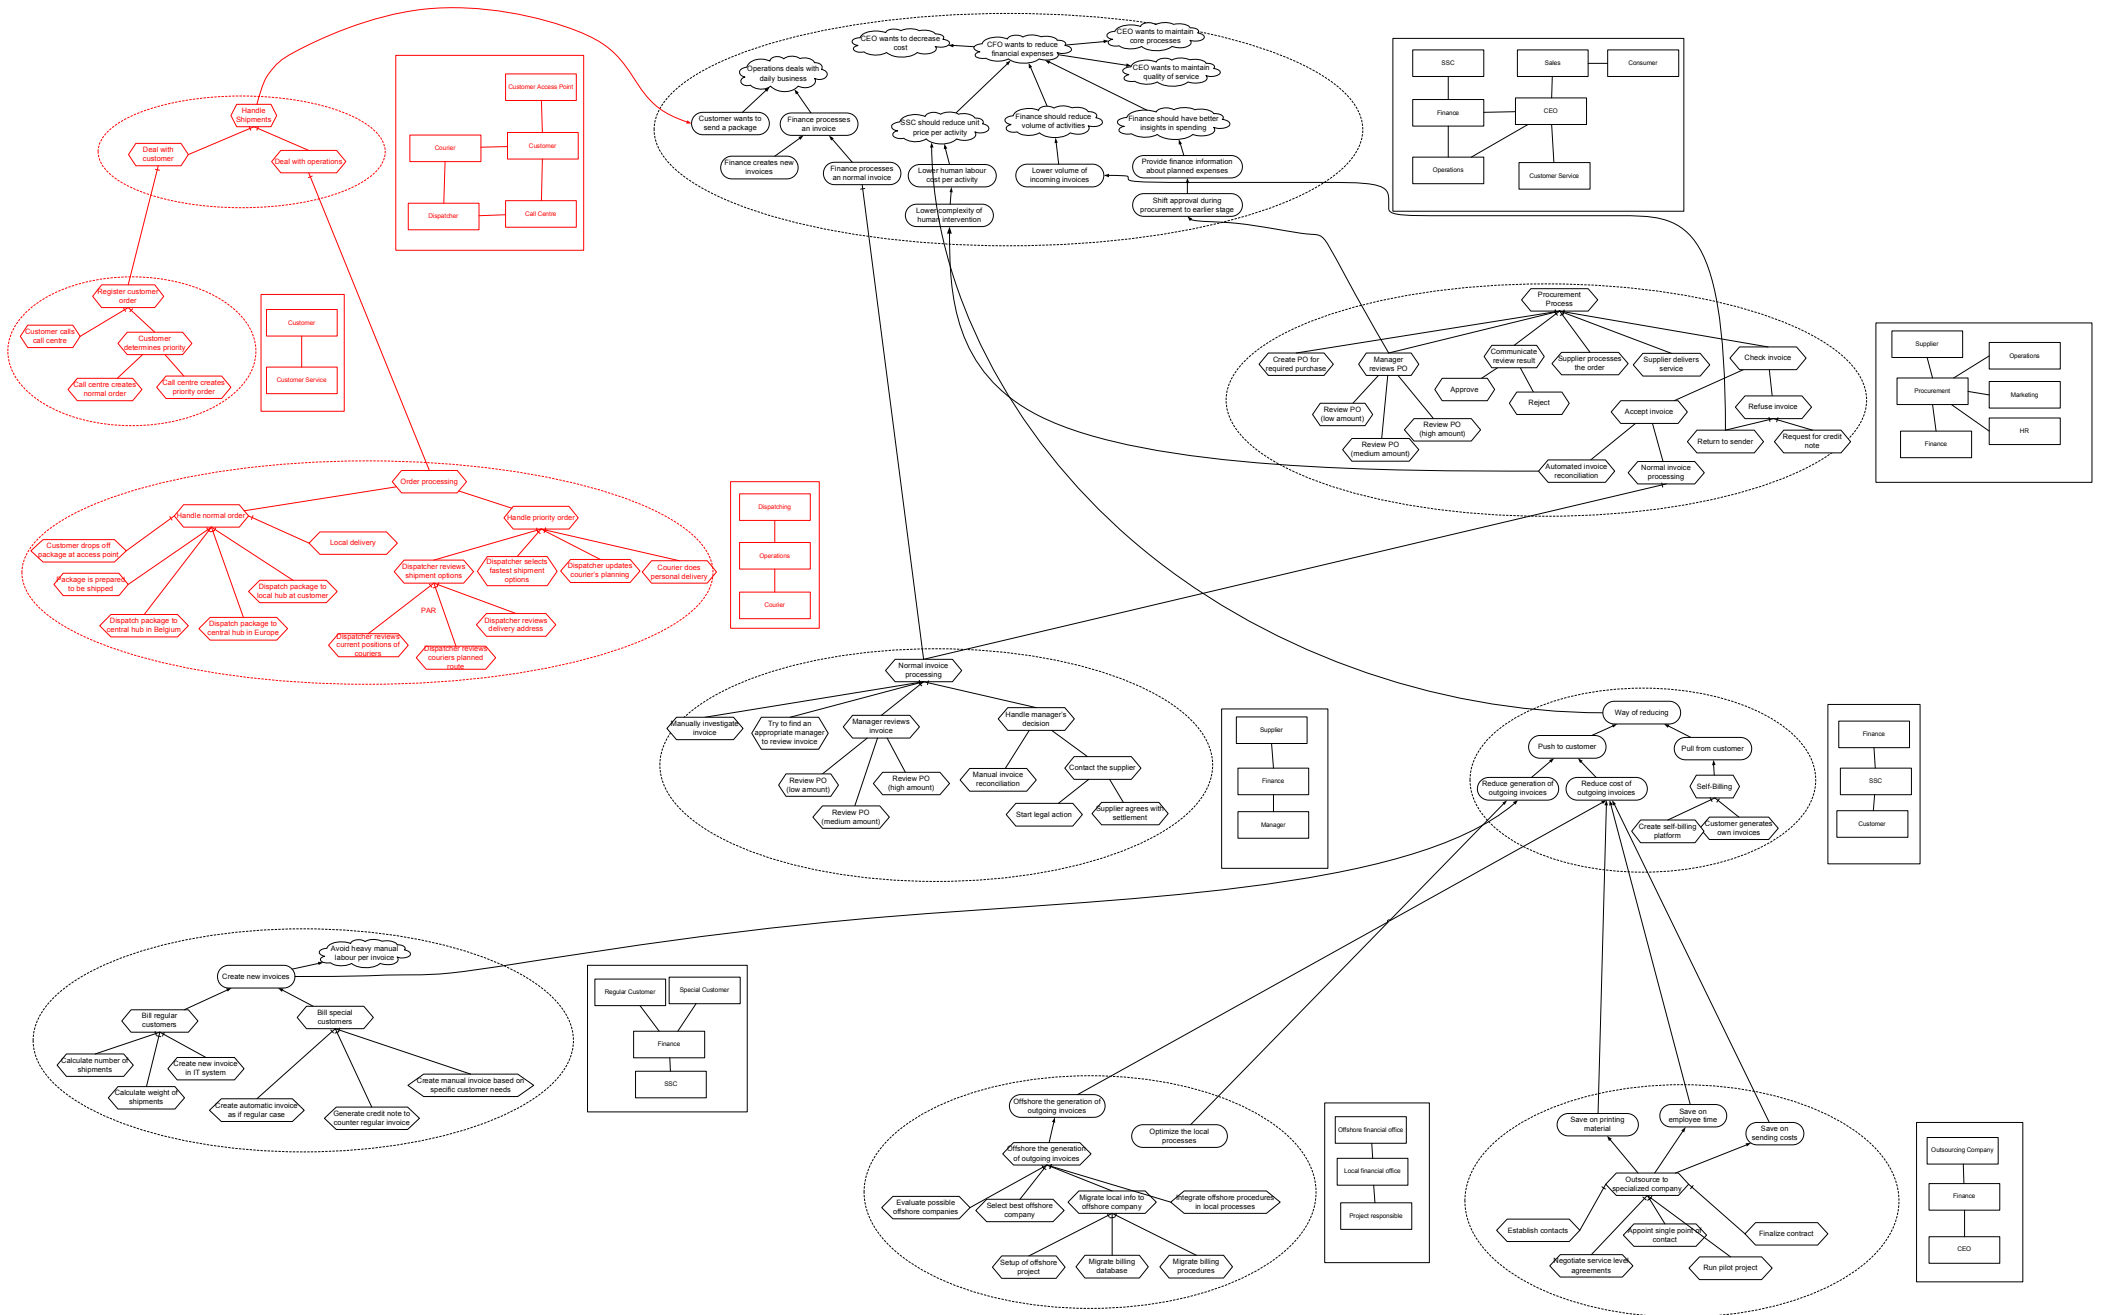 Handle
Shipments
Deal with
customer
Deal with operations
Customer Access Point
Courier
Customer
Dispatcher
Call Centre
Register customer
order
Customer calls
call centre
Customer
determines priority
Call centre creates
normal order
Call centre creates
priority order
Customer
Customer Service
Order processing
Handle normal order
Handle priority order
Customer drops off
package at access point
Local delivery
Package is prepared
to be shipped
Dispatch package to
local hub at customer
Dispatch package to
central hub in Belgium
Dispatch package to
central hub in Europe
Dispatcher reviews
shipment options
Dispatcher selects
fastest shipment
options
Dispatcher updates
courier's planning
Courier does
personal delivery
PAR
Dispatcher reviews
delivery address
Dispatcher reviews
current positions of
couriers
Dispatcher reviews
couriers planned
route
Dispatching
Operations
Courier
CEO wants to decrease
cost
CFO wants to reduce
financial expenses
CEO wants to maintain
core processes
CEO wants to maintain
quality of service
Operations deals with
daily business
Customer wants to
send a package
Finance processes
an invoice
SSC should reduce unit
price per activity
Finance should reduce
volume of activities
Finance should have better
insights in spending
Finance creates new
invoices
Finance processes
an normal invoice
Lower human labour
cost per activity
Lower volume of
incoming invoices
Provide finance information
about planned expenses
Lower complexity of
human intervention
Shift approval during
procurement to earlier stage
SSC
Sales
Consumer
Finance
CEO
Operations
Customer Service
Procurement
Process
Create PO for
required purchase
Manager
reviews PO
Communicate
review result
Supplier processes
the order
Supplier delivers
service
Check invoice
Approve
Reject
Review PO
(low amount)
Review PO
(high amount)
Review PO
(medium amount)
Accept invoice
Refuse invoice
Return to sender
Request for credit
note
Automated invoice
reconciliation
Normal invoice
processing
Supplier
Operations
Procurement
Marketing
HR
Finance
Normal invoice
processing
Manually investigate
invoice
Try to find an
appropriate manager
to review invoice
Manager reviews
invoice
Handle manager's
decision
Review PO
(low amount)
Review PO
(high amount)
Review PO
(medium amount)
Manual invoice
reconciliation
Contact the supplier
Start legal action
Supplier agrees with
settlement
Supplier
Finance
Manager
Way of reducing
Push to customer
Pull from customer
Reduce generation of
outgoing invoices
Reduce cost of
outgoing invoices
Self-Billing
Create self-billing
platform
Customer generates
own invoices
Finance
SSC
Customer
Avoid heavy manual
labour per invoice
Create new invoices
Bill regular
customers
Bill special
customers
Calculate number of
shipments
Create new invoice
in IT system
Calculate weight of
shipments
Create automatic invoice
as if regular case
Generate credit note to
counter regular invoice
Create manual invoice based on
specific customer needs
Regular Customer
Special Customer
Finance
SSC
Offshore the generation of
outgoing invoices
Optimize the local
processes
Offshore the generation
of outgoing invoices
Evaluate possible
offshore companies
Select best offshore
company
Migrate local info to
offshore company
Integrate offshore procedures
in local processes
Setup of offshore
project
Migrate billing
database
Migrate billing
procedures
Offshore financial office
Local financial office
Project responsible
Save on printing
material
Save on
employee time
Save on
sending costs
Outsource to
specialized company
Establish contacts
Appoint single point of
contact
Finalize contract
Negotiate service level
agreements
Run pilot project
Outsourcing Company
Finance
CEO